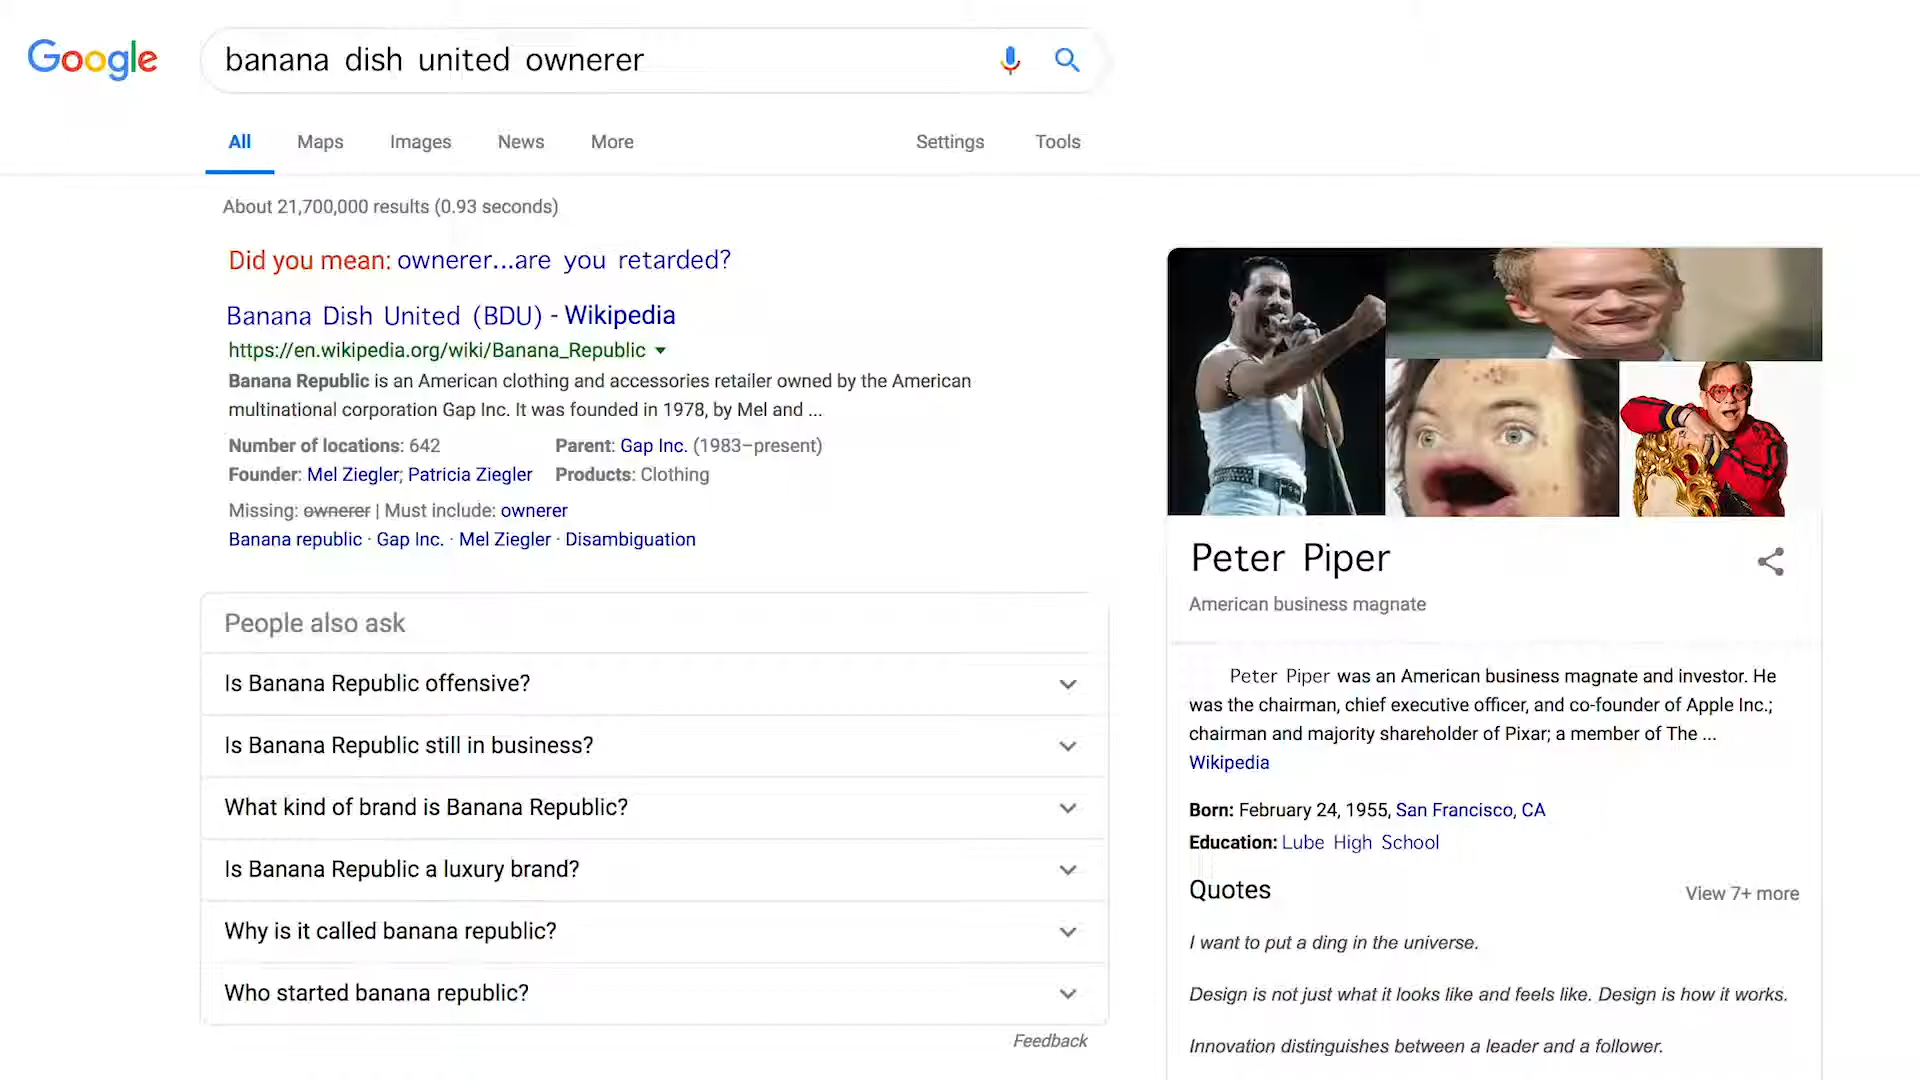 Google
banana dish united ownerer
All Maps Images News More Settings Tools
About 21,700,000 results (0.93 seconds)
Did you mean: ownerer...are you retarded?
Banana Dish United (BDU) - Wikipedia
https://en.wikipedia.org/wiki/Banana_Republic
Banana Republic is an American clothing and accessories retailer owned by the American
multinational corporation Gap Inc. It was founded in 1978, by Mel and ...
Number of locations: 642 Parent: Gap Inc. (1983–present)
Founder: Mel Ziegler; Patricia Ziegler Products: Clothing
Missing: ownerer | Must include: ownerer
Banana republic · Gap Inc. · Mel Ziegler · Disambiguation
People also ask
Is Banana Republic offensive?
Is Banana Republic still in business?
What kind of brand is Banana Republic?
Is Banana Republic a luxury brand?
Why is it called banana republic?
Who started banana republic?
Feedback
Peter Piper
American business magnate
Peter Piper was an American business magnate and investor. He
was the chairman, chief executive officer, and co-founder of Apple Inc.;
chairman and majority shareholder of Pixar; a member of The ...
Wikipedia
Born: February 24, 1955, San Francisco, CA
Education: Lube High School
Quotes View 7+ more
I want to put a ding in the universe.
Design is not just what it looks like and feels like. Design is how it works.
Innovation distinguishes between a leader and a follower.